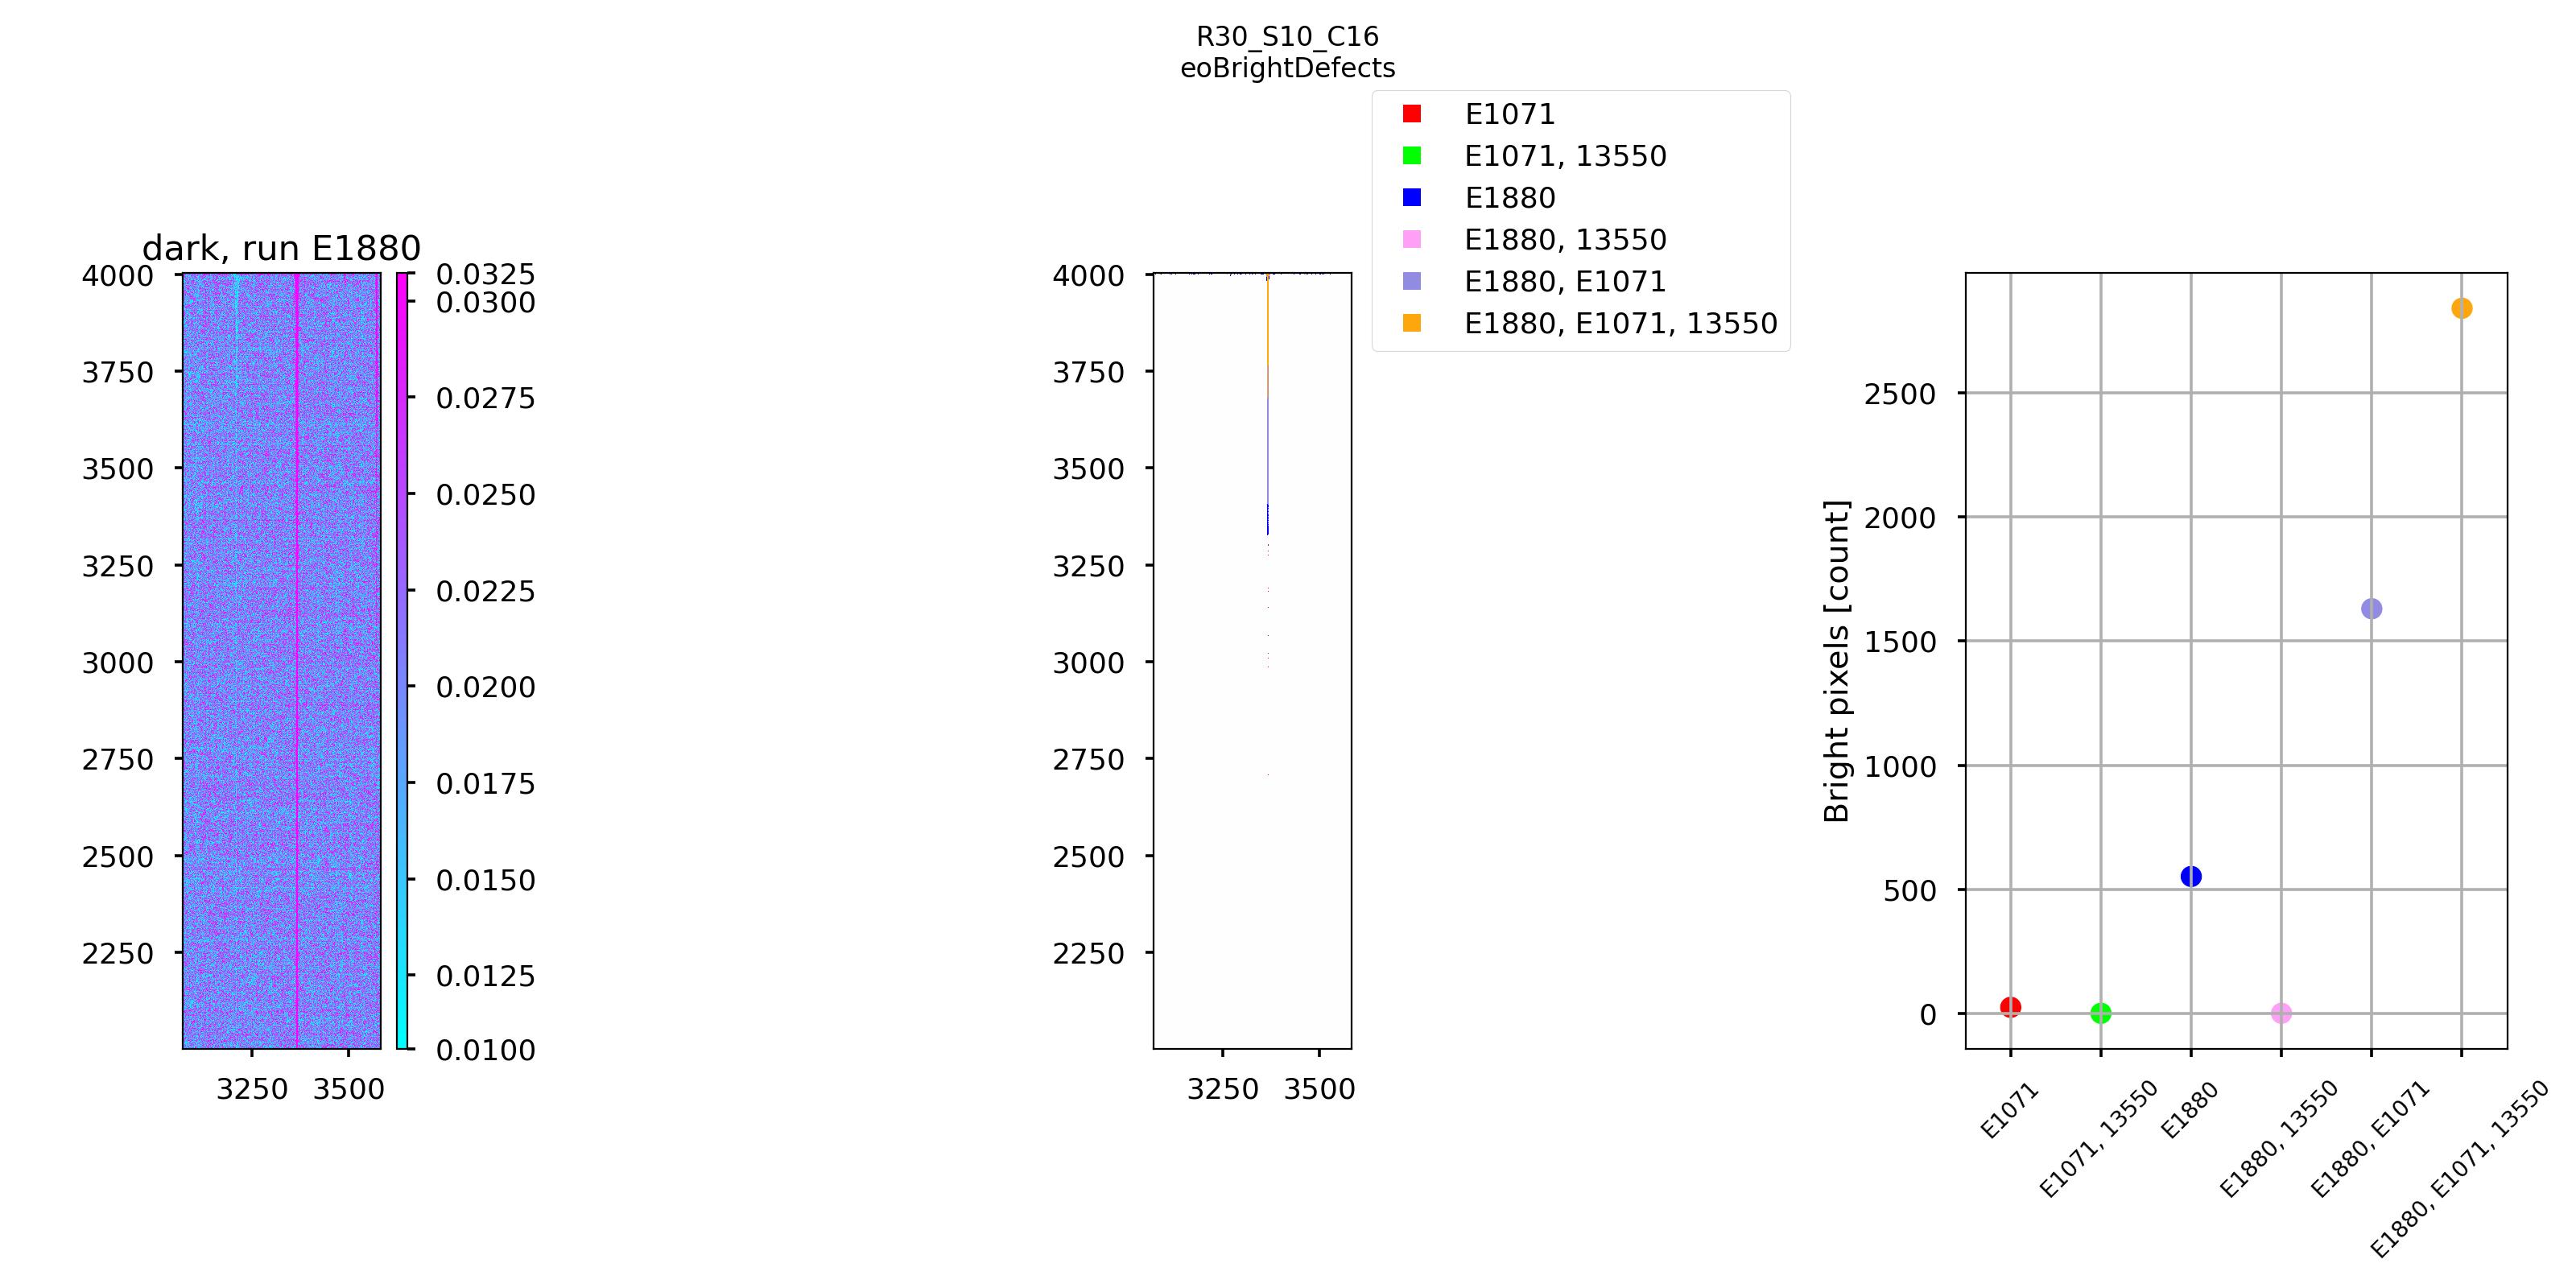 R30_S10_C16
eoBrightDefects
E1071
E1071, 13550
E1880
E1880, 13550
E1880, E1071
E1880, E1071, 13550
dark, run E1880
4000
3750
3500
3250
3000
2750
2500
2250
3250
3500
0.0325
0.0300
0.0275
0.0250
0.0225
0.0200
0.0175
0.0150
0.0125
0.0100
4000
3750
3500
3250
3000
2750
2500
2250
3250
3500
Bright pixels [count]
2500
2000
1500
1000
500
0
E1071
E1071, 13550
E1880
E1880, 13550
E1880, E1071
E1880, E1071, 13550